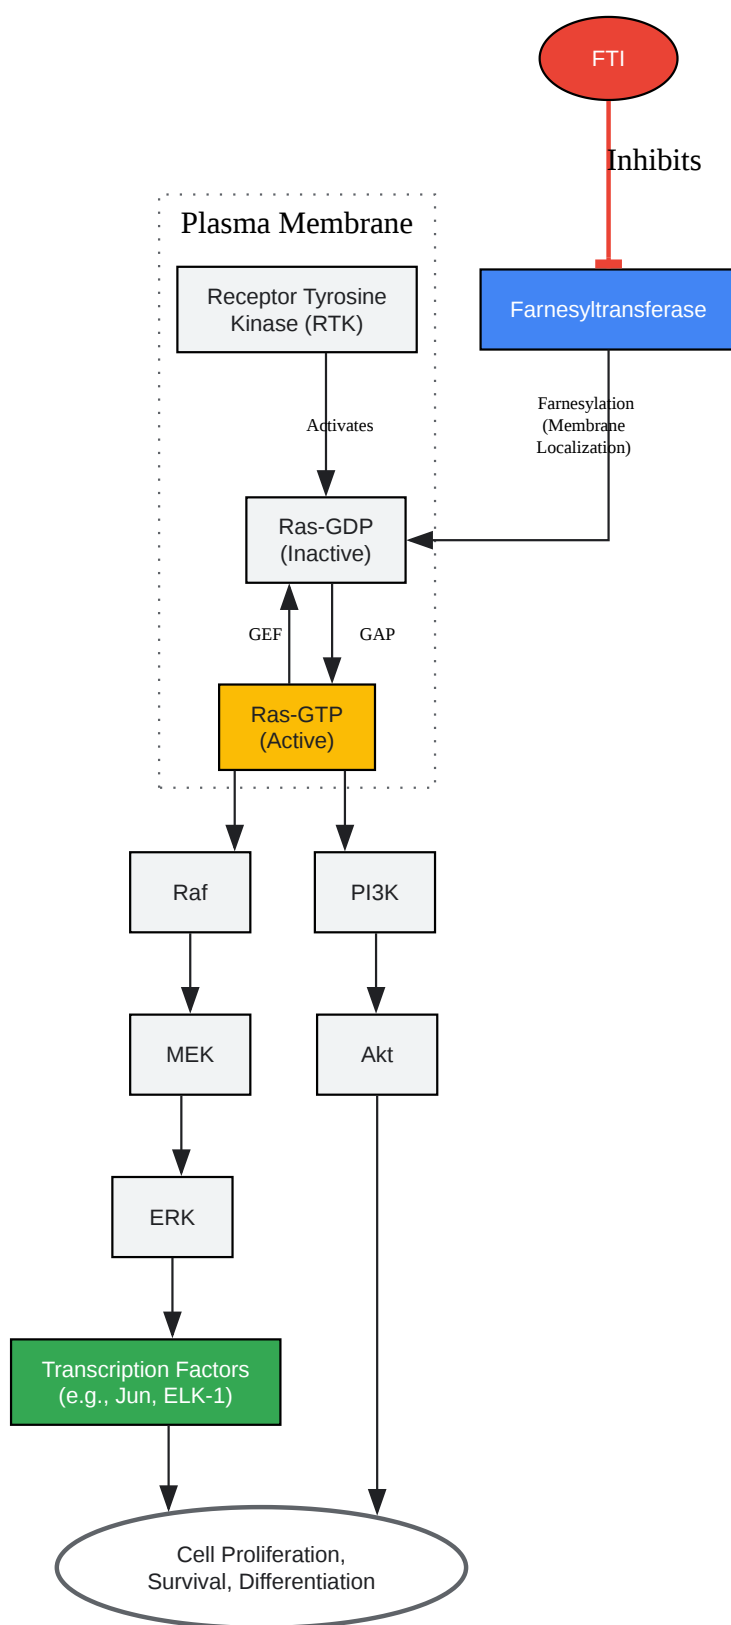 FTI
Inhibits
Plasma Membrane
Receptor Tyrosine
Kinase (RTK)
Farnesyltransferase
Activates
Farnesylation
(Membrane
Localization)
Ras-GDP
(Inactive)
GEF
GAP
Ras-GTP
(Active)
Raf
PI3K
MEK
Akt
ERK
Transcription Factors
(e.g., Jun, ELK-1)
Cell Proliferation,
Survival, Differentiation